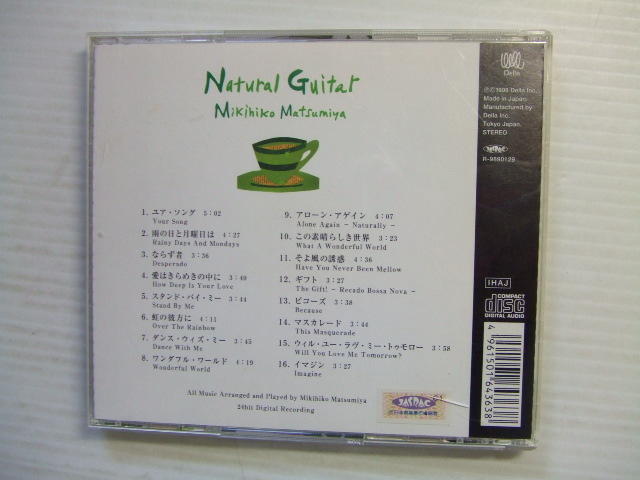 Natural Guitar
Mikihiko Matsumiya
1. ユア・ソング 5:02
Your Song
2. 雨の日と月曜日は 4:27
Rainy Days And Mondays
3. ならず者 3:36
Desperado
4. 愛はきらめきの中に 3:40
How Deep Is Your Love
5. スタンド・バイ・ミー 3:44
Stand By Me
6. 虹の彼方に 4:11
Over The Rainbow
7. ダンス・ウィズ・ミー 3:45
Dance With Me
8. ワンダフル・ワールド 4:19
Wonderful World
9. アローン・アゲイン 4:07
Alone Again - Naturally -
10. この素晴らしき世界 3:23
What A Wonderful World
11. そよ風の誘惑 4:36
Have You Never Been Mellow
12. ギフト 3:27
The Gift! - Recado Bossa Nova -
13. ビコーズ 3:38
Because
14. マスカレード 3:44
This Masquerade
15. ウィル・ユー・ラヴ・ミー・トゥモロー 3:58
Will You Love Me Tomorrow?
16. イマジン 3:27
Imagine
All Music Arranged and Played by Mikihiko Matsumiya
24bit Digital Recording
JASRAC
Della
℗©1998 Della Inc.
Made in Japan.
Manufactured by
Della Inc.
Tokyo Japan.
STEREO
JASRAC
R-9880129
IHAJ
COMPACT
disc
DIGITAL AUDIO
4961501643638